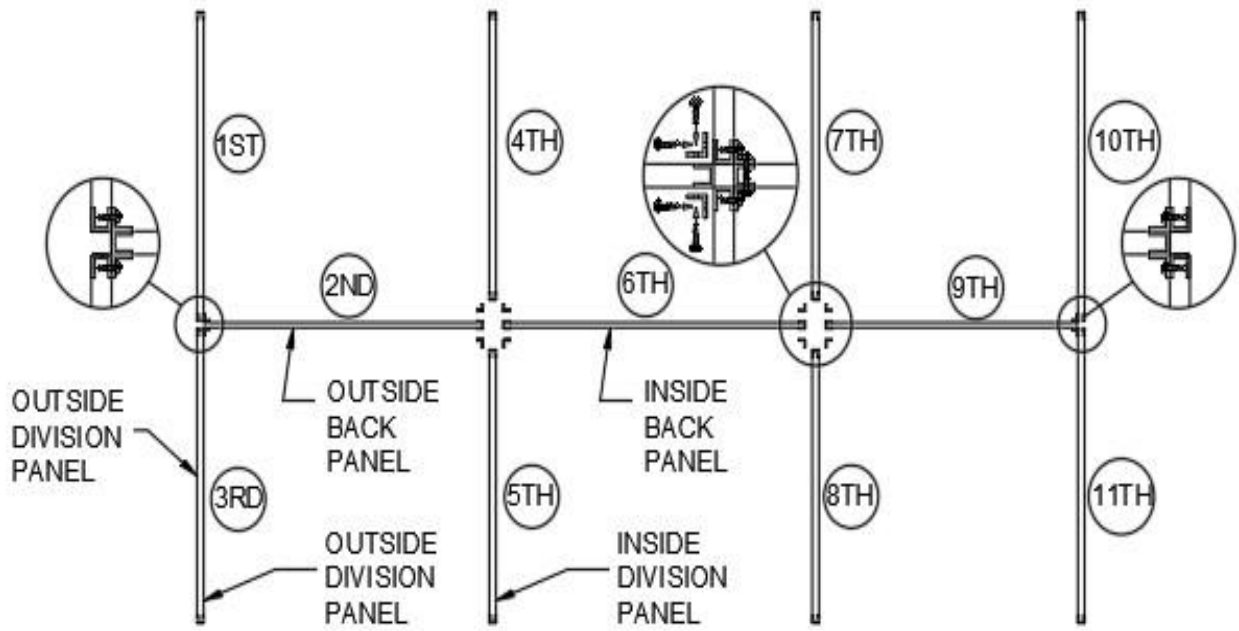 1ST
4TH
7TH
10TH
2ND
6TH
9TH
OUTSIDE
DIVISION
PANEL
OUTSIDE
BACK
PANEL
INSIDE
BACK
PANEL
3RD
5TH
8TH
11TH
OUTSIDE
DIVISION
PANEL
INSIDE
DIVISION
PANEL